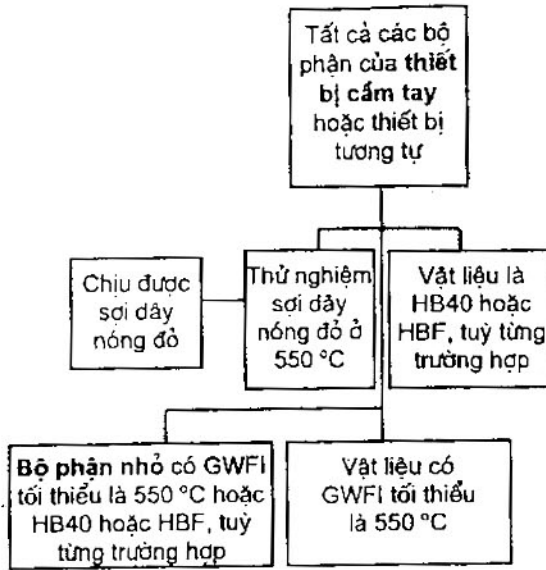 Tất cả các bộ
phận của thiết
bị cầm tay
hoặc thiết bị
tương tự
Chịu được
sợi dây
nóng đỏ
Thử nghiệm
sợi dây
nóng đỏ ở
550 °C
Vật liệu là
HB40 hoặc
HBF, tuỳ từng
trường hợp
Bộ phận nhỏ có GWFI
tối thiểu là 550 °C hoặc
HB40 hoặc HBF, tuỳ
từng trường hợp
Vật liệu có
GWFI tối thiểu
là 550 °C